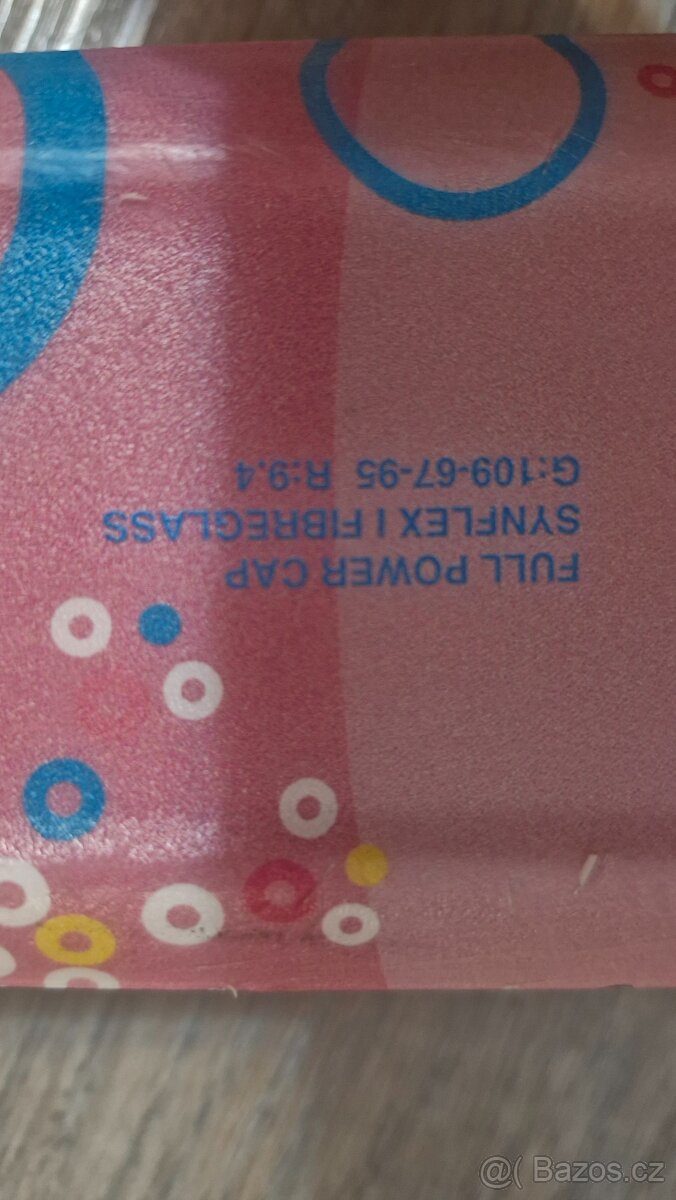 FULL POWER CAP
SYNFLEX I FIBREGLASS
G:109-67-95 R:9.4
@( Bazos.cz